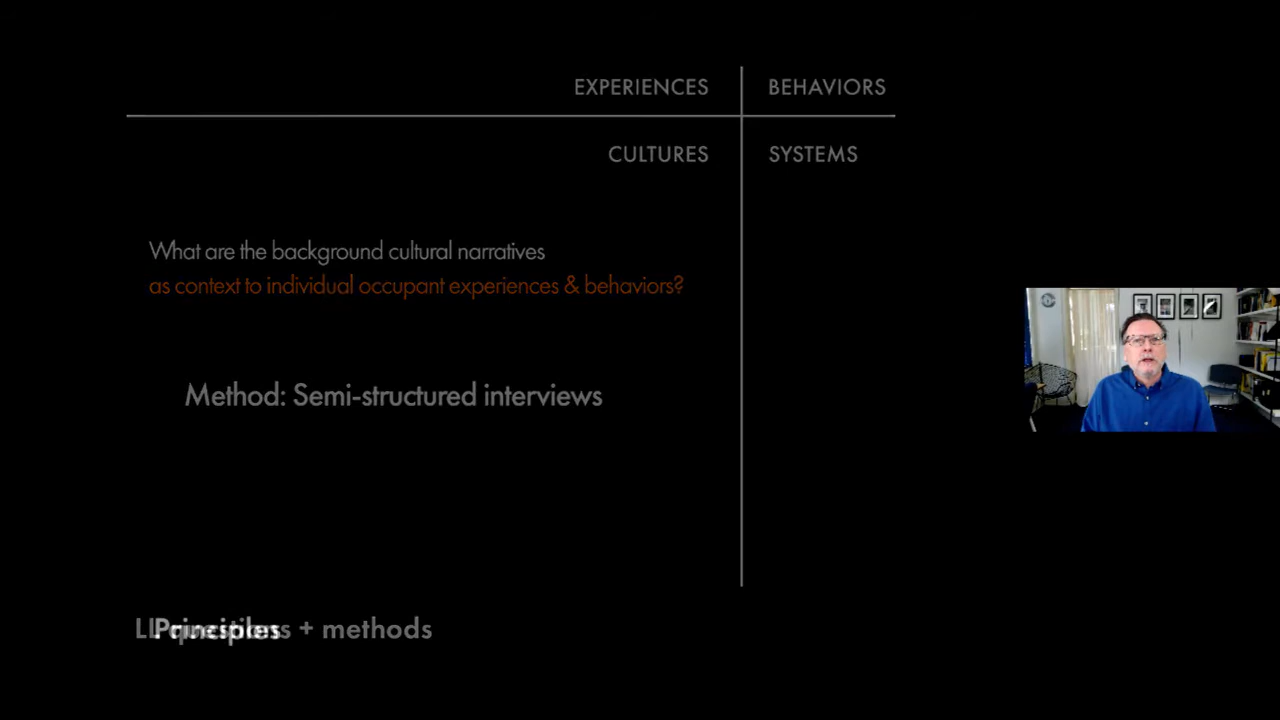 EXPERIENCES BEHAVIORS
CULTURES SYSTEMS
What are the background cultural narratives
as context to individual occupant experiences & behaviors?
Method: Semi-structured interviews
Principles + methods